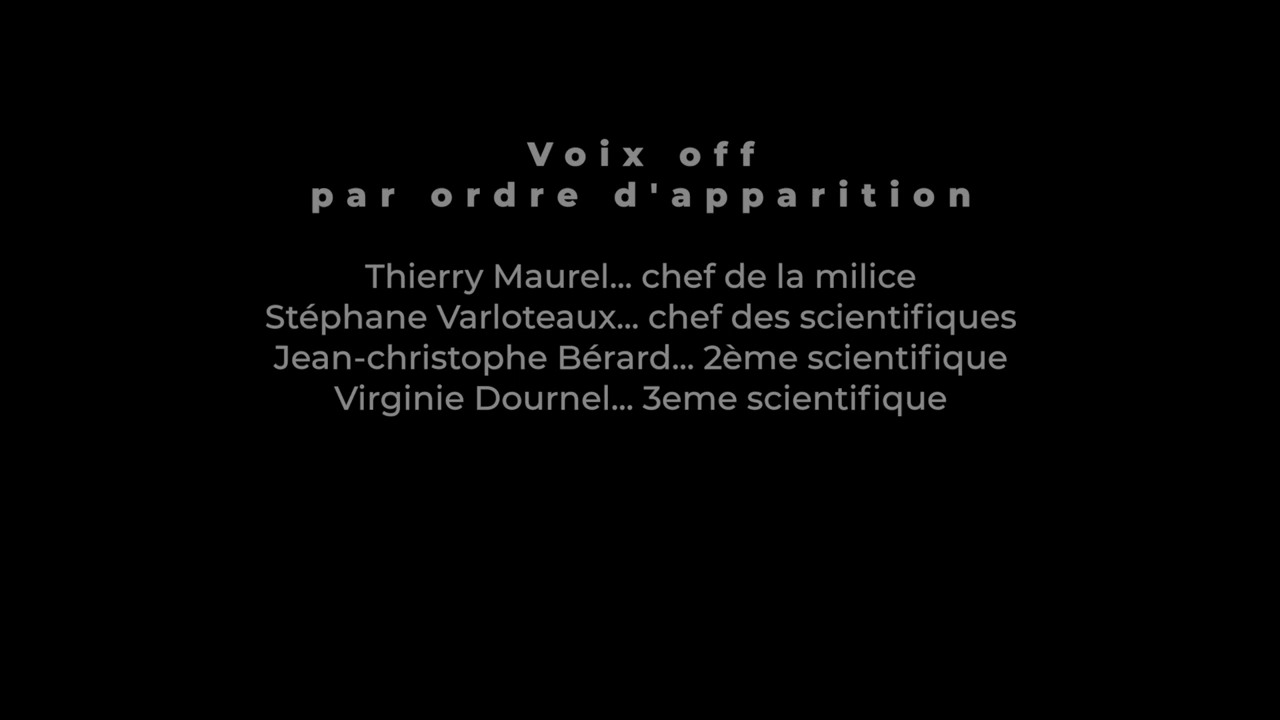 Voix off
par ordre d'apparition
Thierry Maurel... chef de la milice
Stéphane Varloteaux... chef des scientifiques
Jean-christophe Bérard... 2ème scientifique
Virginie Dournel... 3eme scientifique